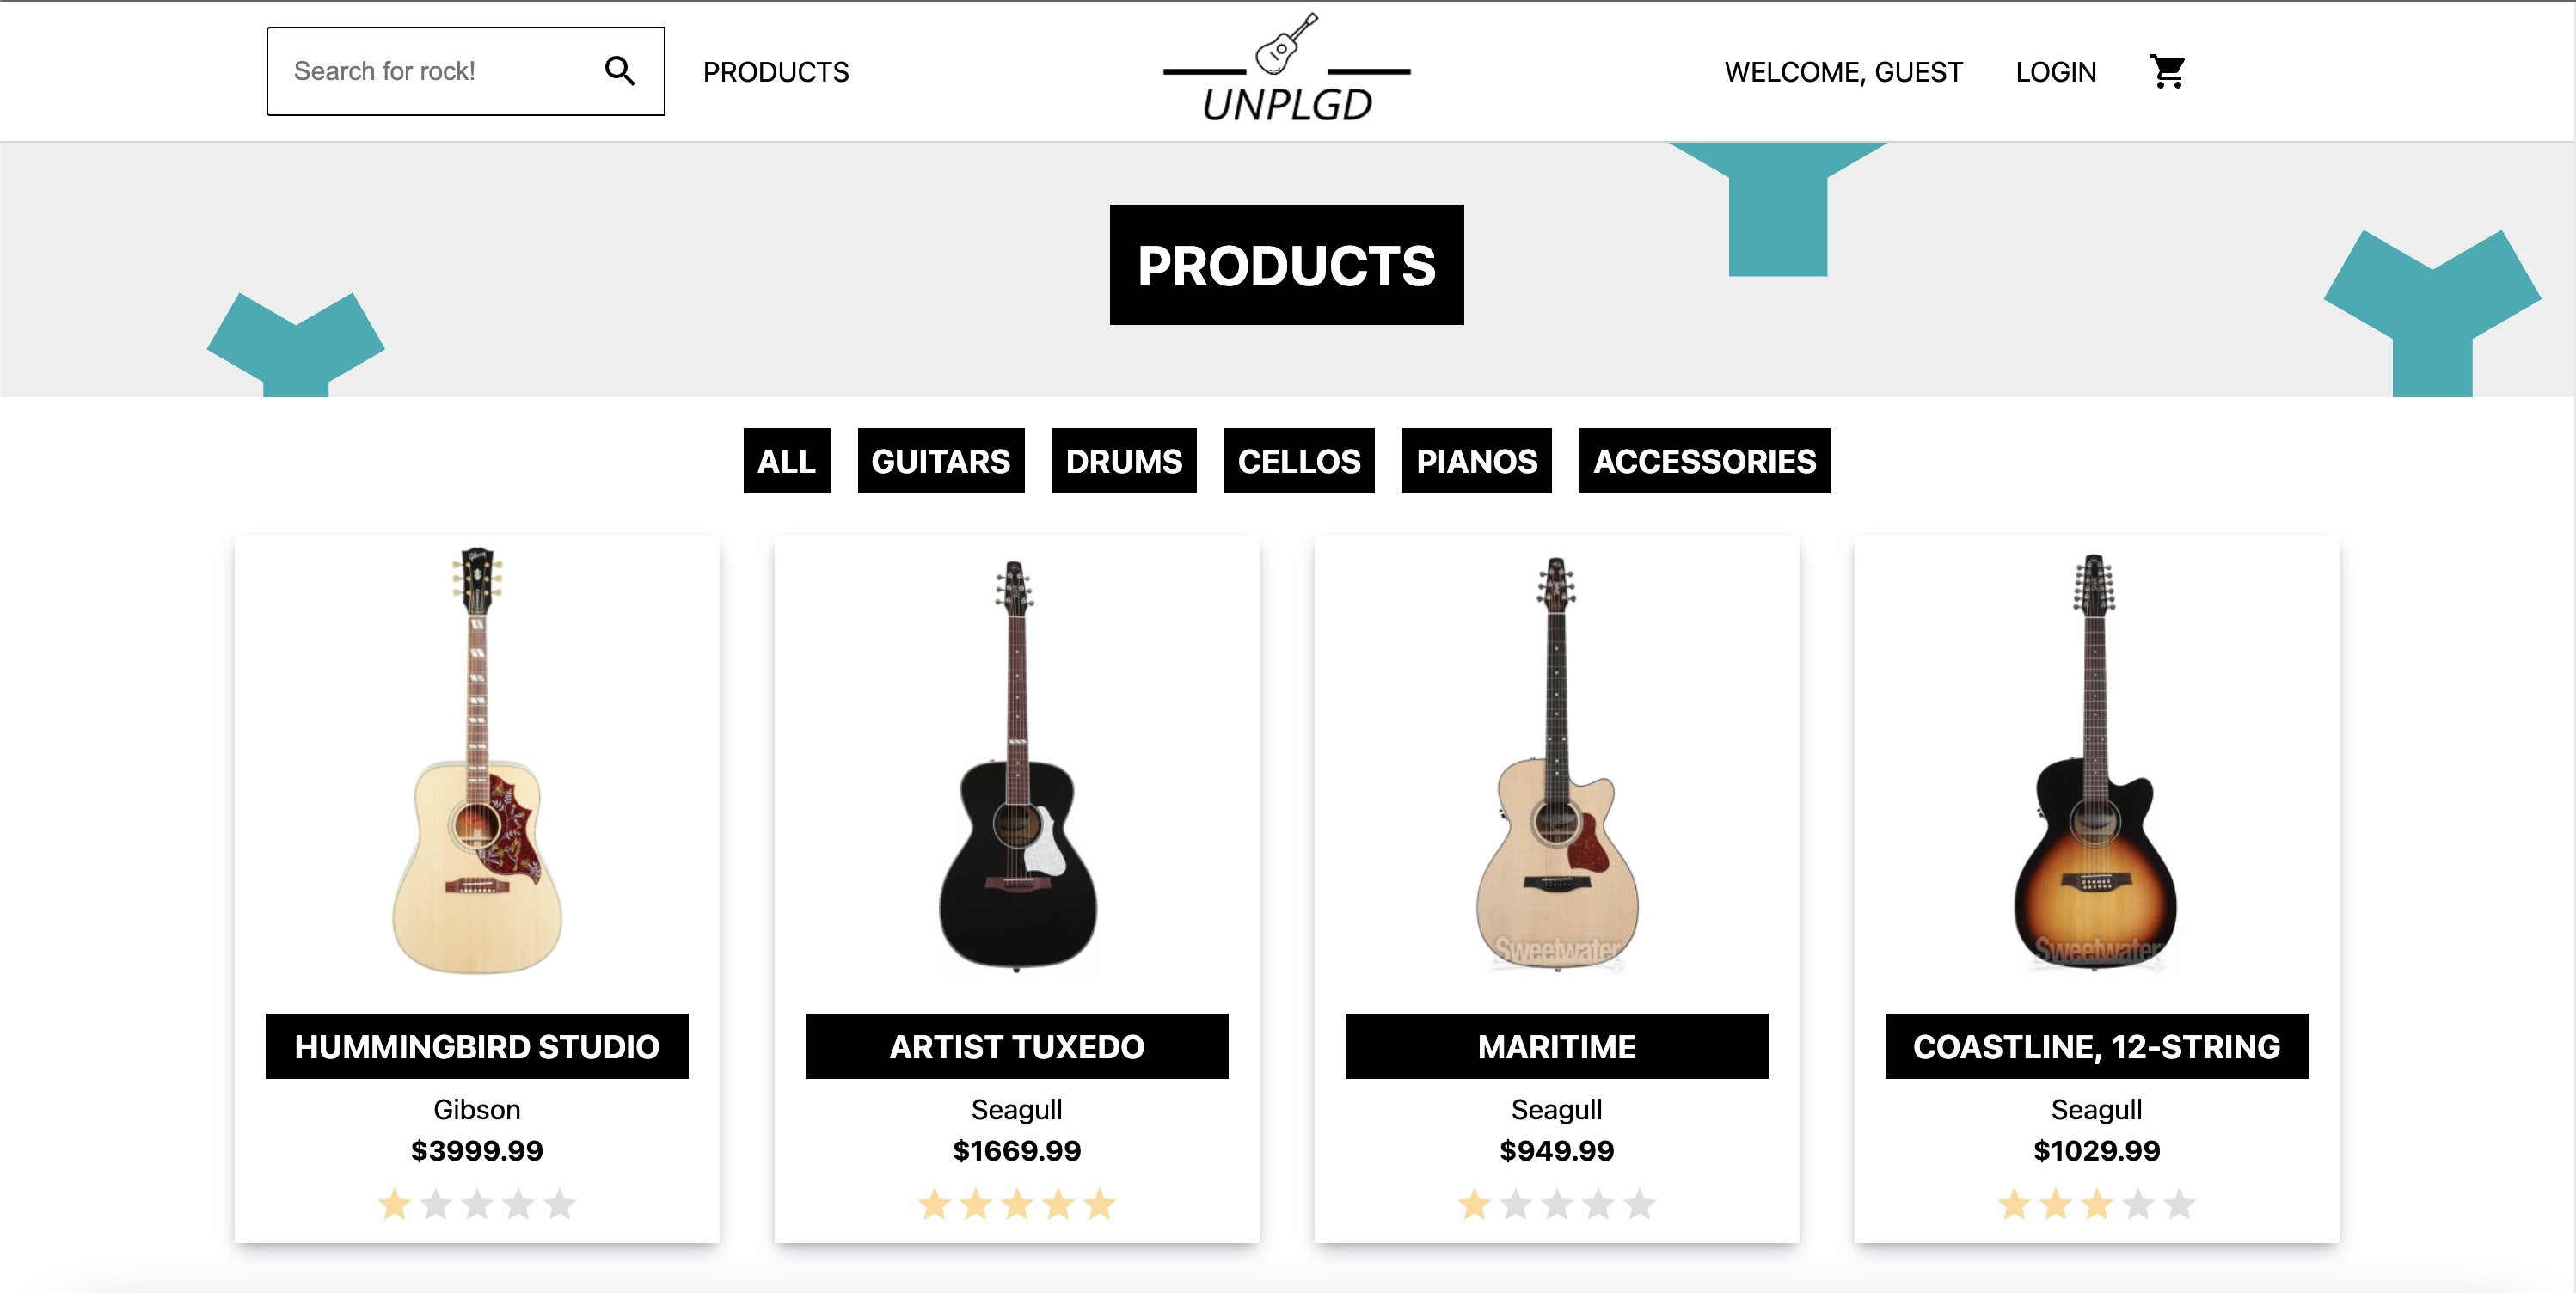 Search for rock!
PRODUCTS
UNPLGD
WELCOME, GUEST
LOGIN
PRODUCTS
ALL
GUITARS
DRUMS
CELLOS
PIANOS
ACCESSORIES
Gibson
Sweetwater
Sweetwater
HUMMINGBIRD STUDIO
ARTIST TUXEDO
MARITIME
COASTLINE, 12-STRING
Gibson
Seagull
Seagull
Seagull
$3999.99
$1669.99
$949.99
$1029.99